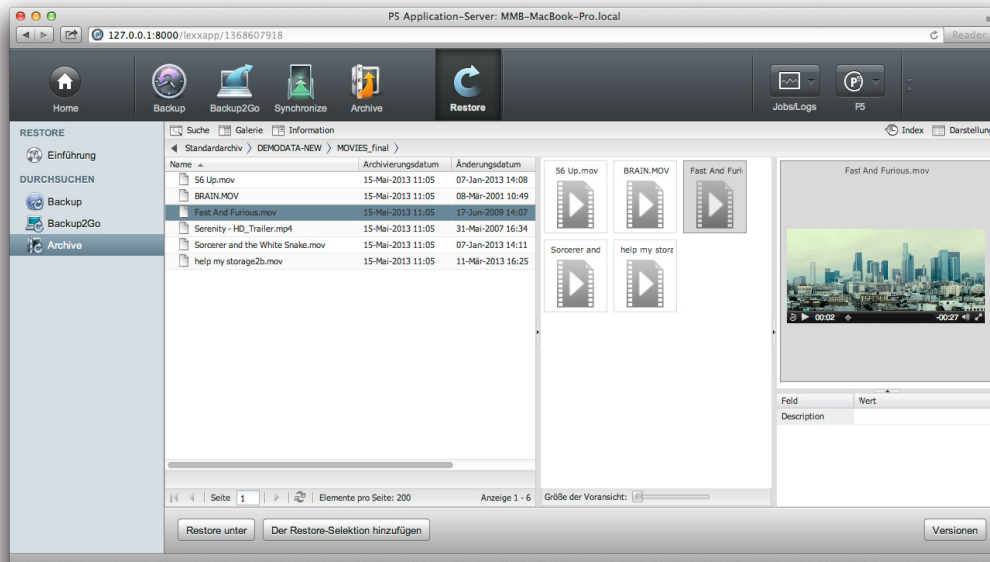 P5 Application-Server: MMB-MacBook-Pro.local
127.0.0.1:8000/lexxapp/1368607918
Reader
Home
Backup
Backup2Go
Synchronize
Archive
Restore
Jobs/Logs
P5
RESTORE
Einführung
DURCHSUCHEN
Backup
Backup2Go
Archive
Suche Galerie Information
Index Darstellung
Standardarchiv DEMODATA-NEW MOVIES_final
Name Archivierungsdatum Änderungsdatum
56 Up.mov 15-Mai-2013 11:05 07-Jan-2013 14:08
BRAIN.MOV 15-Mai-2013 11:05 08-Mär-2001 10:49
Fast And Furious.mov 15-Mai-2013 11:05 17-Jun-2009 14:07
Serenity - HD_Trailer.mp4 15-Mai-2013 11:05 31-Mai-2007 16:34
Sorcerer and the White Snake.mov 15-Mai-2013 11:05 07-Jan-2013 14:11
help my storage2b.mov 15-Mai-2013 11:05 11-Mär-2013 16:25
56 Up.mov
BRAIN.MOV
Fast And Furi
Sorcerer and
help my stora
Fast And Furious.mov
00:02
-00:27
Feld Wert
Description
Seite 1 Elemente pro Seite: 200 Anzeige 1 - 6
Größe der Voransicht:
Restore unter
Der Restore-Selektion hinzufügen
Versionen